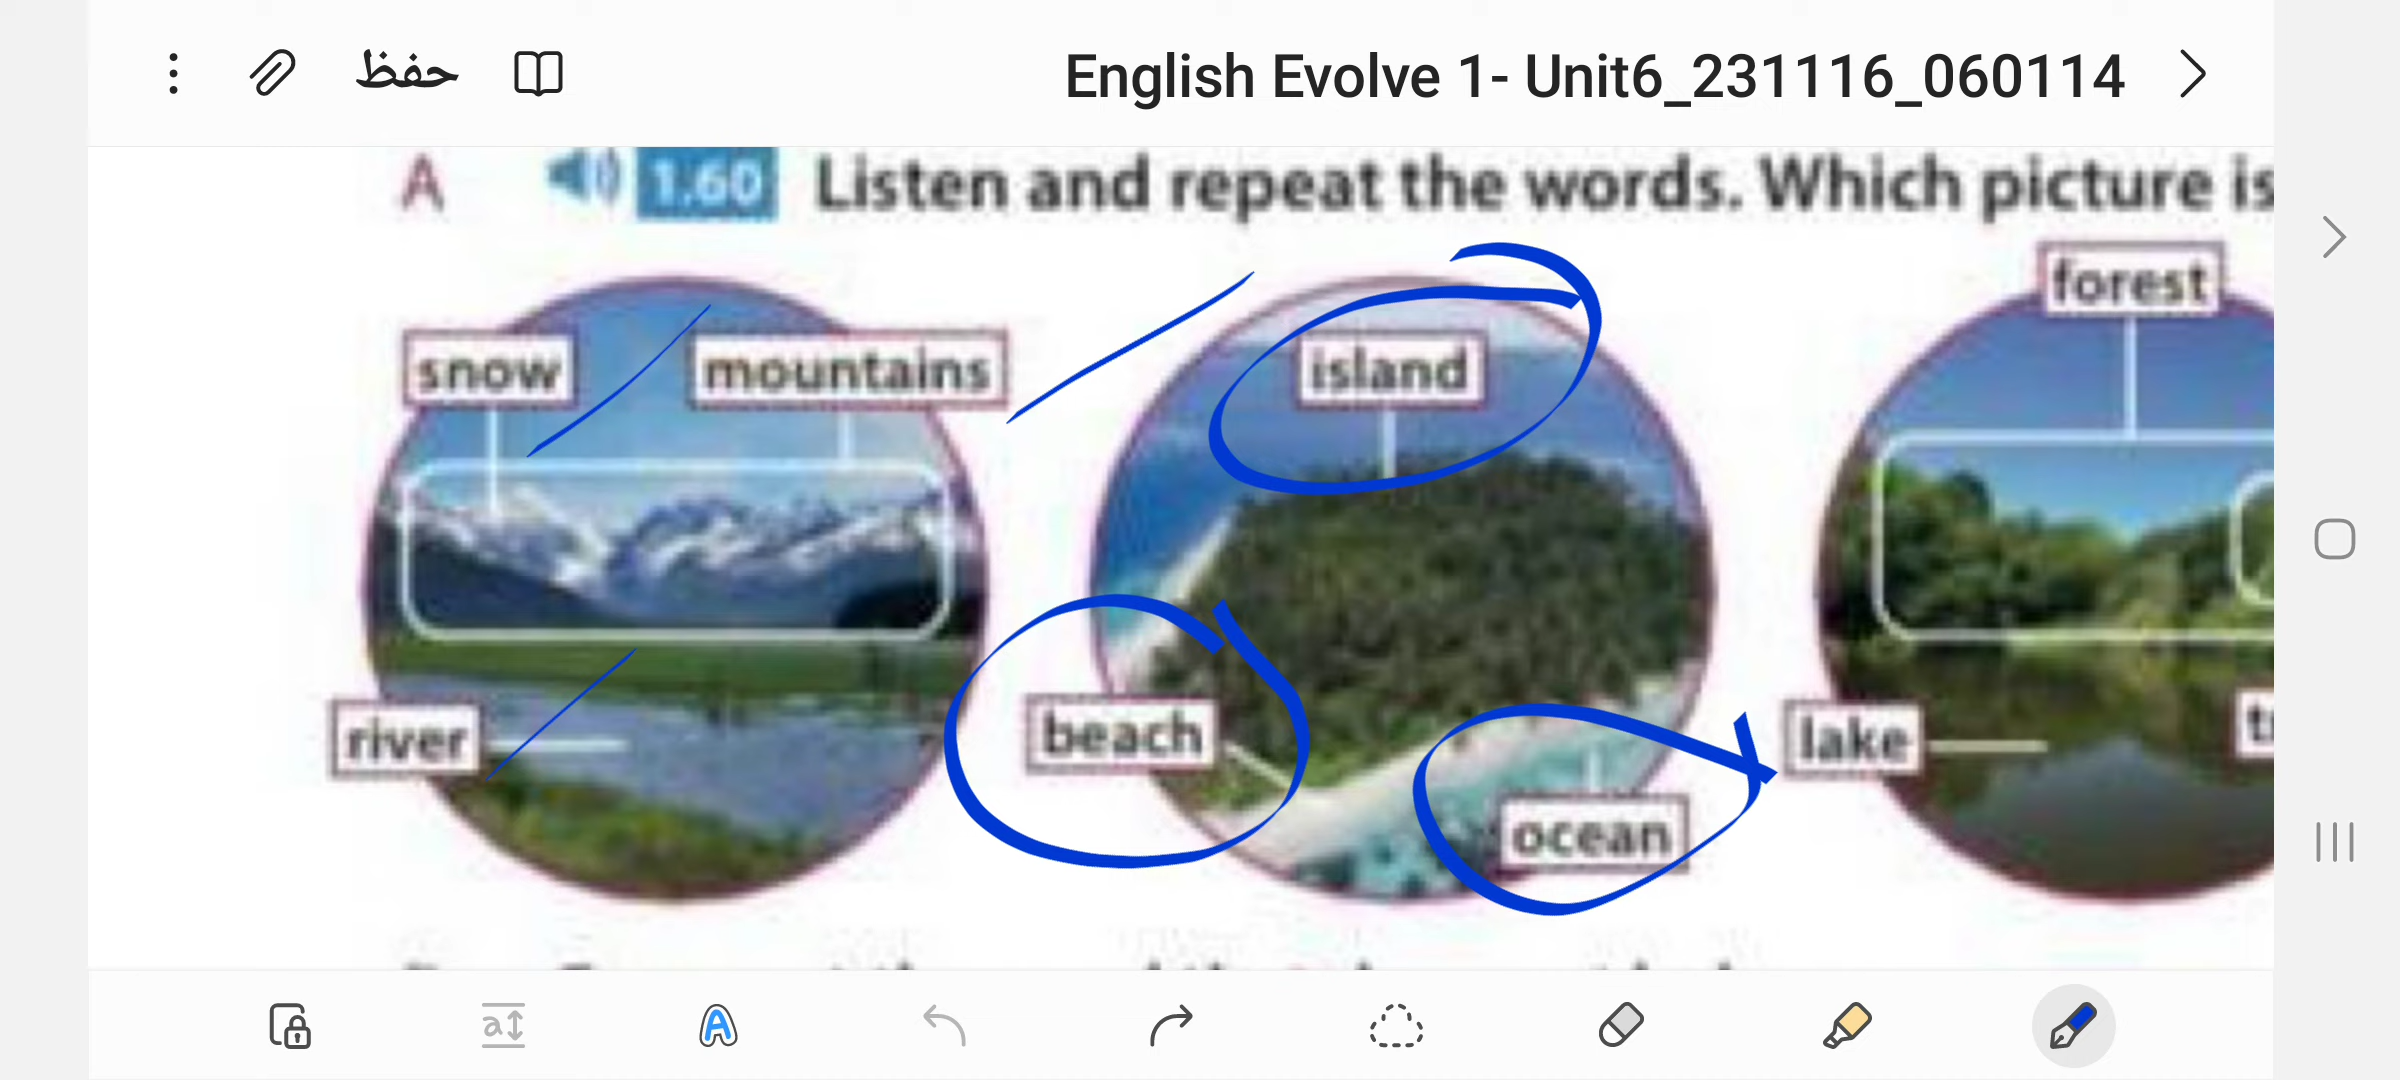 حفظ English Evolve 1- Unit6_231116_060114
A 1.60 Listen and repeat the words. Which picture is
forest
snow mountains island
river beach lake
ocean
a
A